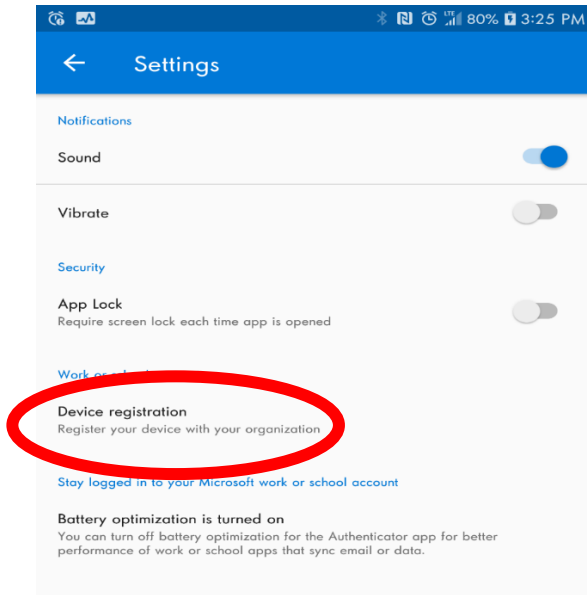 LTE 80% 3:25 PM
Settings
Notifications
Sound
Vibrate
Security
App Lock
Require screen lock each time app is opened
Work or
Device registration
Register your device with your organization
Stay logged in to your Microsoft work or school account
Battery optimization is turned on
You can turn off battery optimization for the Authenticator app for better
performance of work or school apps that sync email or data.